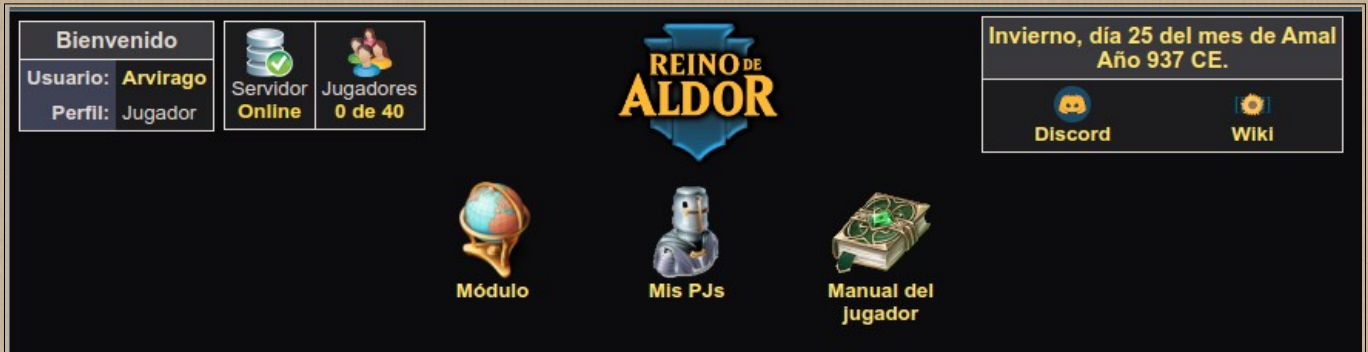 Bienvenido
Usuario: Arvirago
Perfil: Jugador
Servidor
Online
Jugadores
0 de 40
REINO DE
ALDOR
Invierno, día 25 del mes de Amal
Año 937 CE.
Discord
Wiki
Módulo
Mis PJs
Manual del
jugador